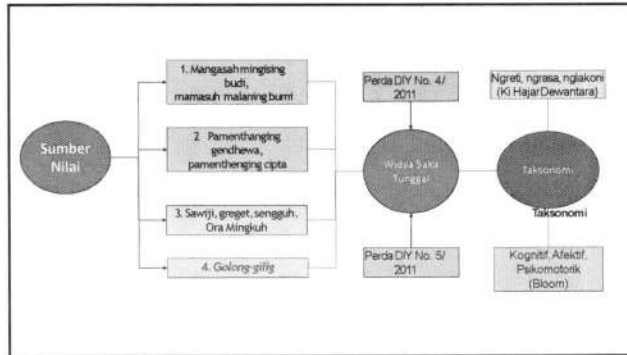 Sumber
Nilai
1. Mangasah mingising
budi,
mamasuh malaning bumi
2 Pamenthanging
gendhewa,
pamenthenging cipta
3. Sawiji, greget, sengguh,
Ora Mingkuh
4. Golong-gilig
Perda DIY No. 4/
2011
Widya Saka
Tunggal
Perda DIY No. 5/
2011
Ngreti, ngrasa, nglakoni
(Ki Hajar Dewantara)
Taksonomi
Taksonomi
Kognitif, Afektif,
Psikomotorik
(Bloom)